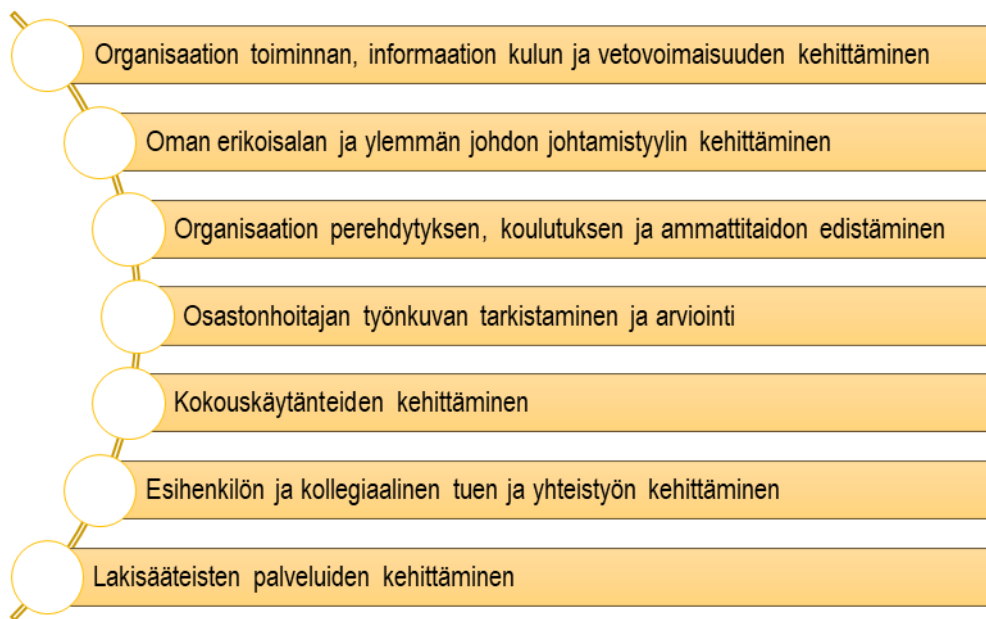 Organisaation toiminnan, informaation kulun ja vetovoimaisuuden kehittäminen
Oman erikoisalan ja ylemmän johdon johtamistyylin kehittäminen
Organisaation perehdytyksen, koulutuksen ja ammattitaidon edistäminen
Osastonhoitajan työnkuvan tarkistaminen ja arviointi
Kokouskäytänteiden kehittäminen
Esihenkilön ja kollegiaalinen tuen ja yhteistyön kehittäminen
Lakisääteisten palveluiden kehittäminen